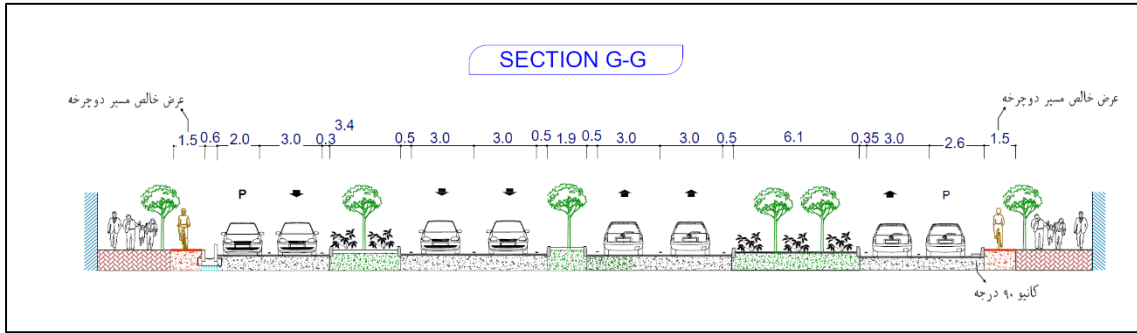 SECTION G-G
عرض خالص مسیر دوچرخه
عرض خالص مسیر دوچرخه
1.5 0.6 2.0 3.0 0.3 3.4 0.5 3.0 3.0 0.5 1.9 0.5 3.0 3.0 0.5 6.1 0.35 3.0 2.6 1.5
P P
کانیو ۹۰ درجه